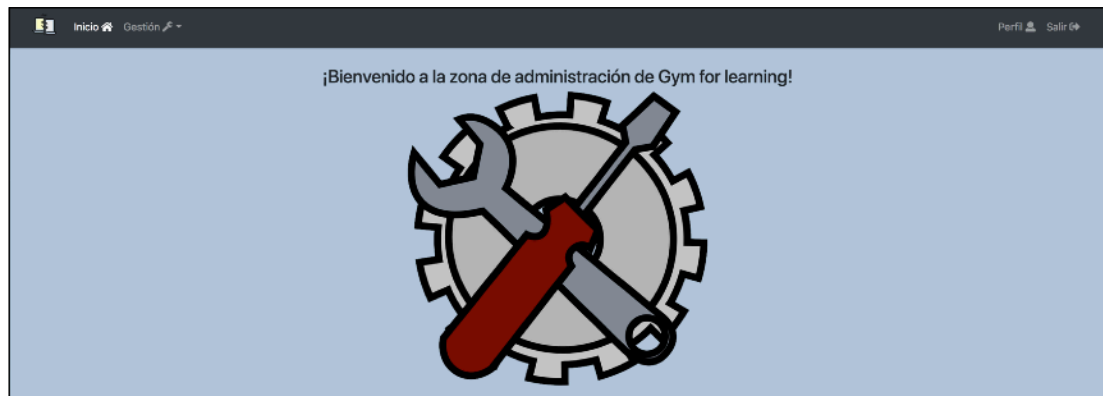 Inicio Gestión Perfil Salir
¡Bienvenido a la zona de administración de Gym for learning!